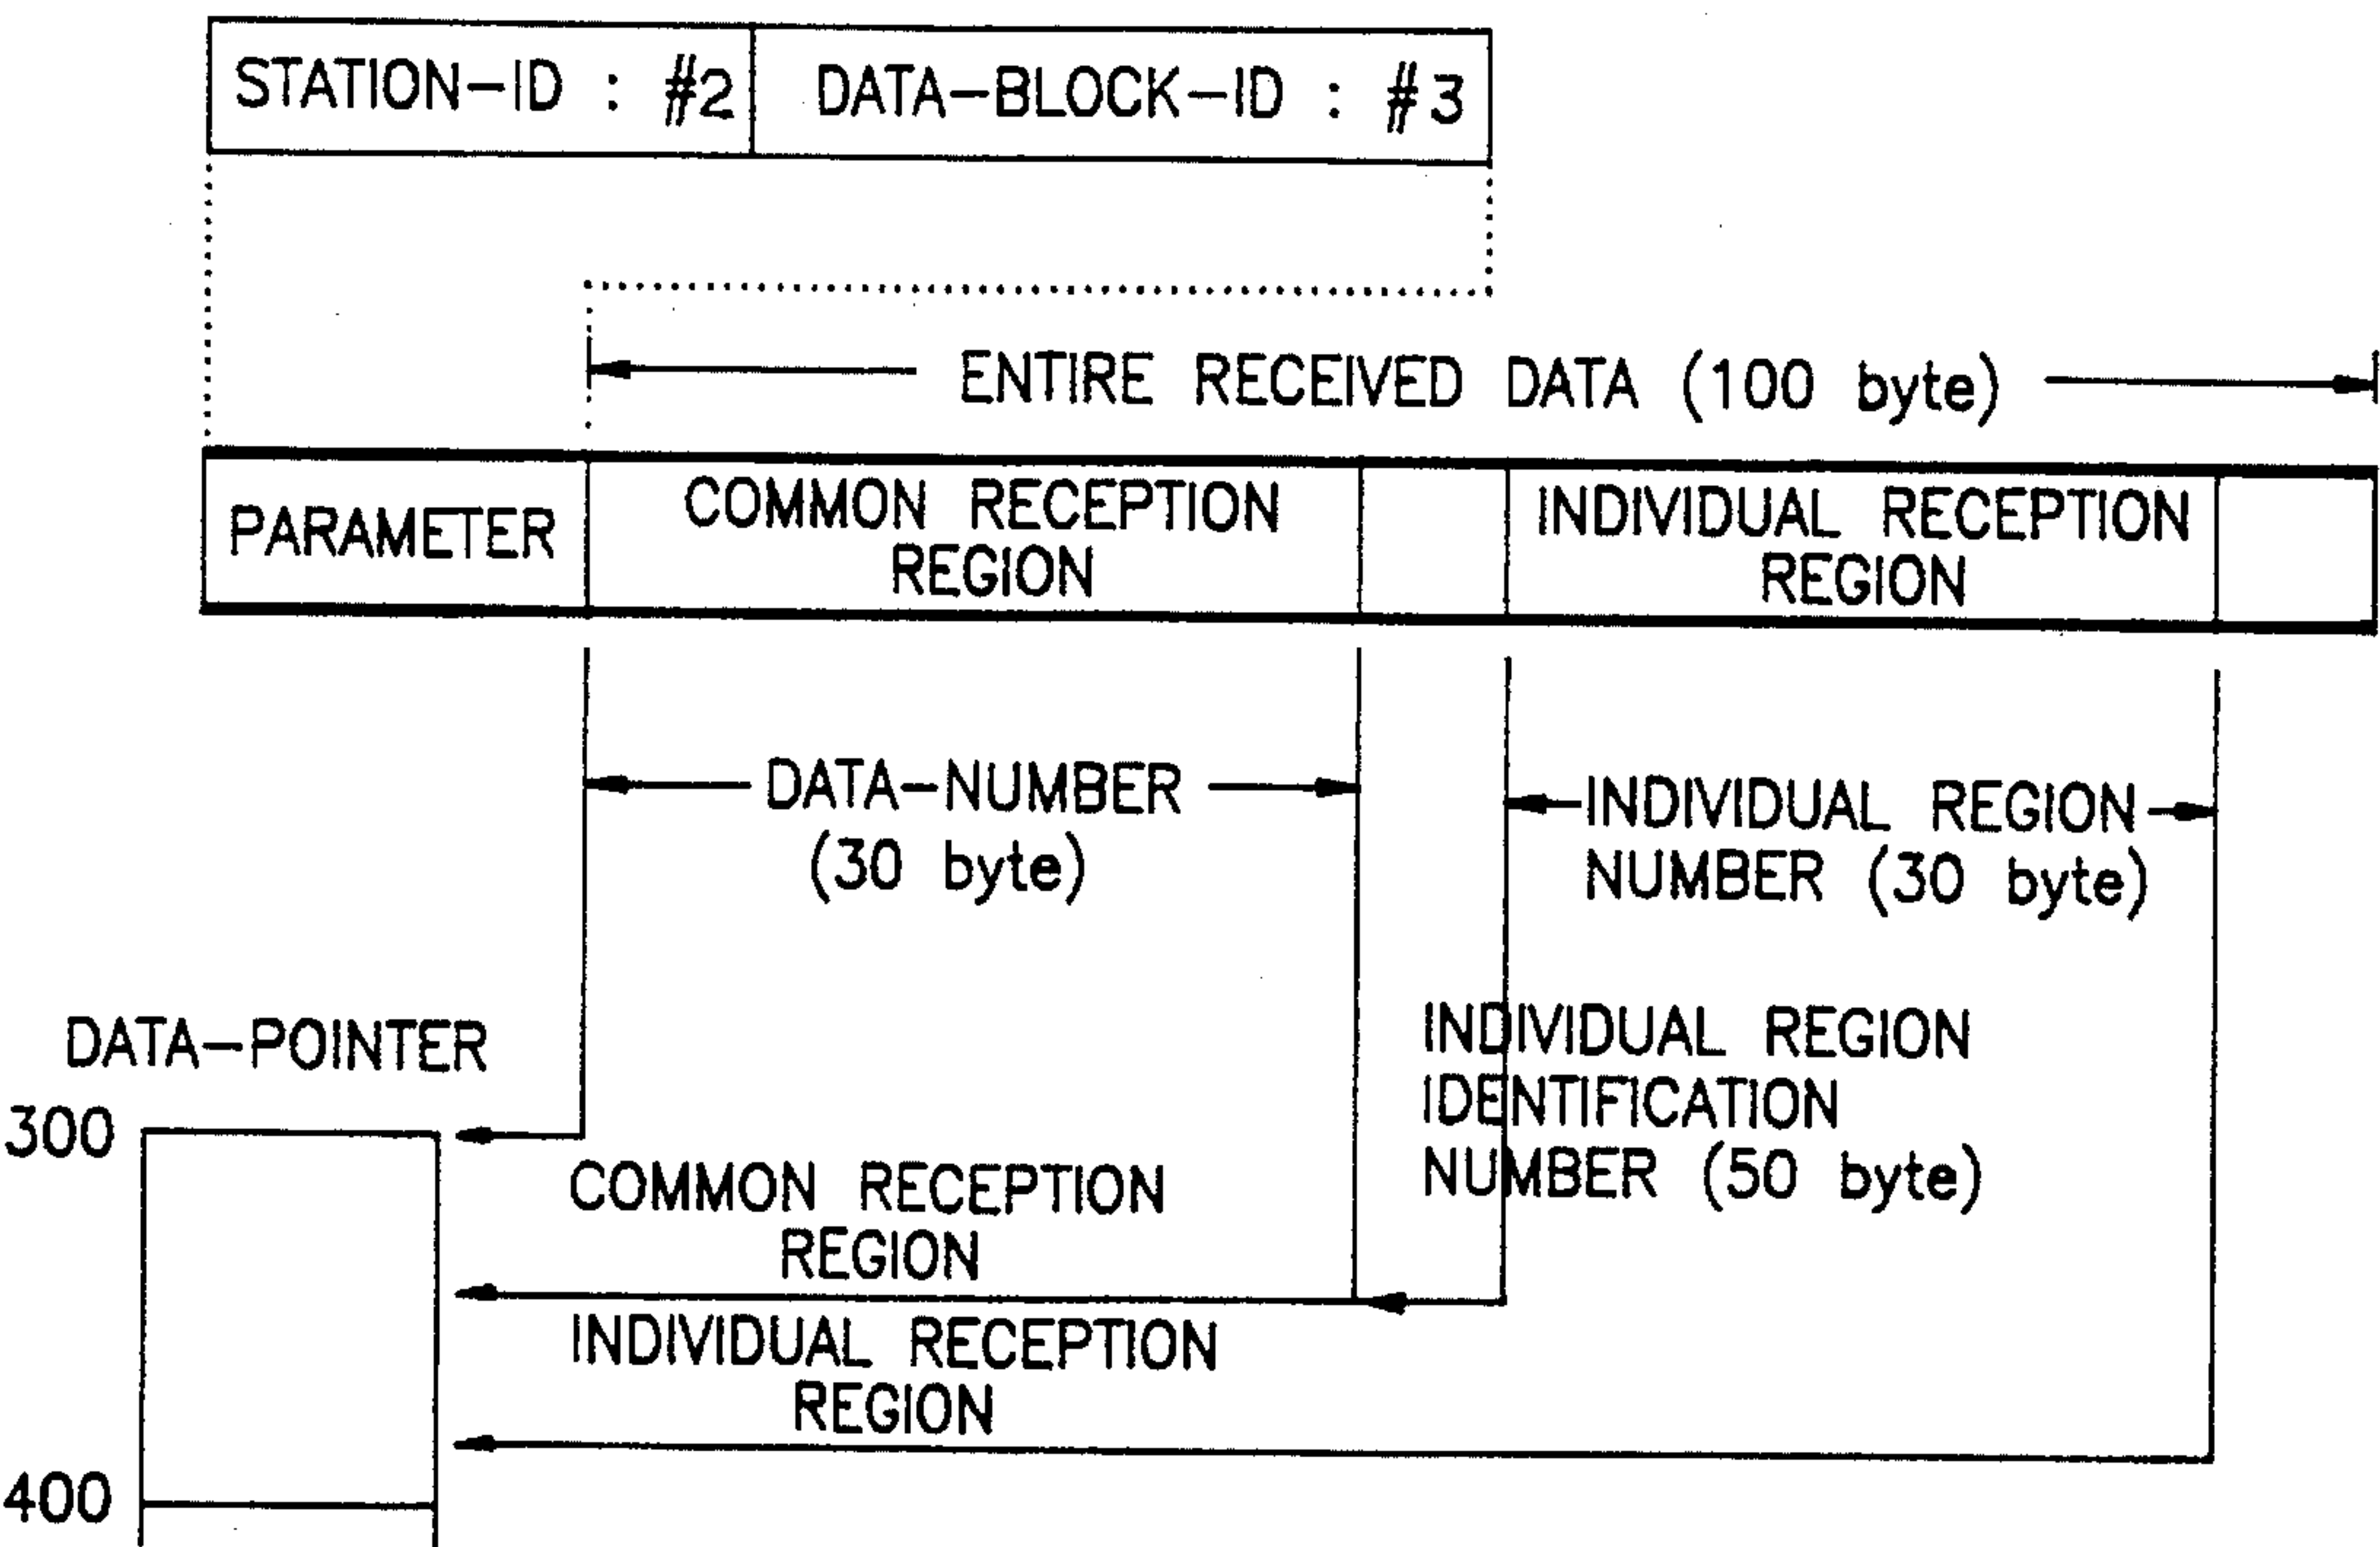 STATION-ID : #2
DATA-BLOCK-ID : #3
ENTIRE RECEIVED DATA (100 byte)
PARAMETER
COMMON RECEPTION
REGION
INDIVIDUAL RECEPTION
REGION
DATA-NUMBER
(30 byte)
INDIVIDUAL REGION
NUMBER (30 byte)
DATA-POINTER
300
INDIVIDUAL REGION
IDENTIFICATION
NUMBER (50 byte)
COMMON RECEPTION
REGION
INDIVIDUAL RECEPTION
REGION
400